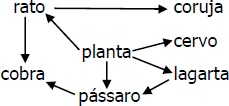 rato coruja
cervo
planta
cobra lagarta
pássaro